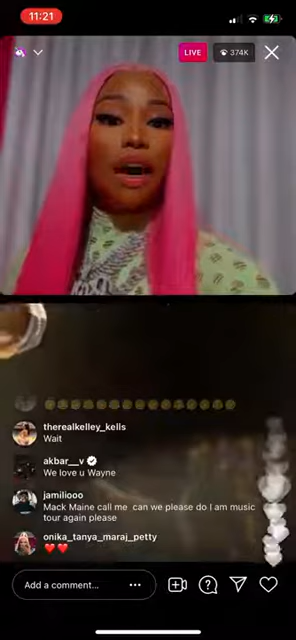 11:21
LIVE
374K
therealkelley_kells
Wait
akbar__v
We love u Wayne
jamiliooo
Mack Maine call me can we please do I am music
tour again please
onika_tanya_maraj_petty
Add a comment...